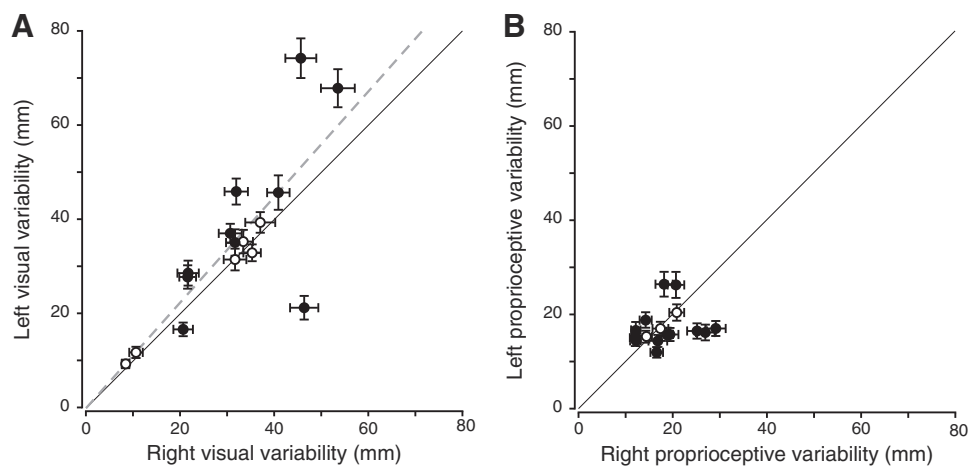 A
80
60
40
20
0
Left visual variability (mm)
0 20 40 60 80
Right visual variability (mm)
B
80
60
40
20
0
Left proprioceptive variability (mm)
0 20 40 60 80
Right proprioceptive variability (mm)